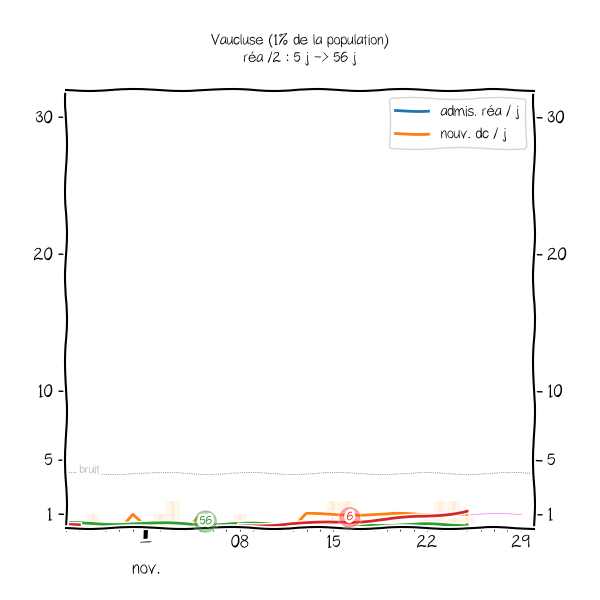 Vaucluse (1% de la population)
réa /2 : 5 j -> 56 j
admis. réa / j
nouv. dc / j
30
30
20
20
10
10
5
5
bruit
1
1
56
6
1
08
15
22
29
nov.